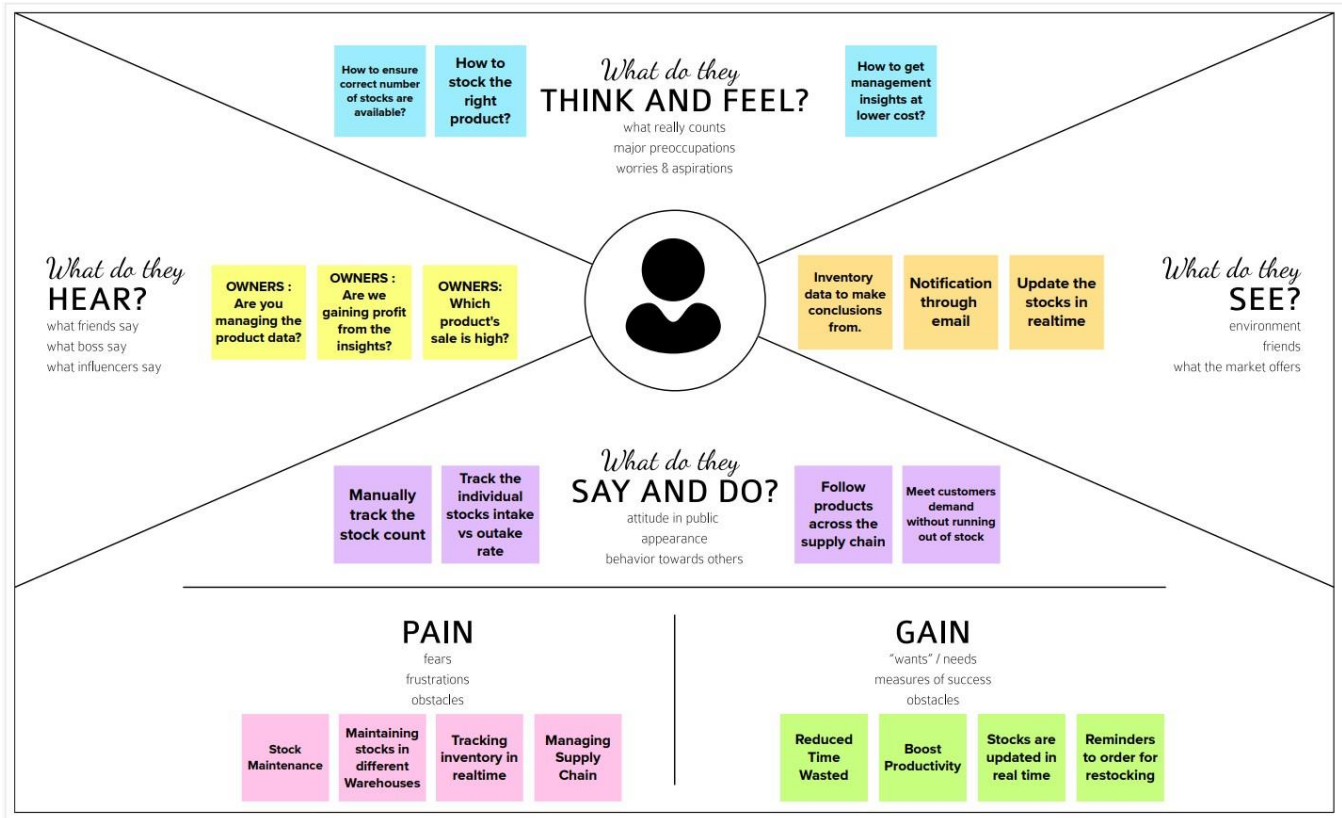 How to ensure
correct number
of stocks are
available?
How to
stock the
right
product?
What do they
THINK AND FEEL?
what really counts
major preoccupations
worries & aspirations
How to get
management
insights at
lower cost?
What do they
HEAR?
what friends say
what boss say
what influencers say
OWNERS :
Are you
managing the
product data?
OWNERS :
Are we
gaining profit
from the
insights?
OWNERS:
Which
product's
sale is high?
Inventory
data to make
conclusions
from.
Notification
through
email
Update the
stocks in
realtime
What do they
SEE?
environment
friends
what the market offers
Manually
track the
stock count
Track the
individual
stocks intake
vs outake
rate
What do they
SAY AND DO?
attitude in public
appearance
behavior towards others
Follow
products
across the
supply chain
Meet customers
demand
without running
out of stock
PAIN
fears
frustrations
obstacles
Stock
Maintenance
Maintaining
stocks in
different
Warehouses
Tracking
inventory in
realtime
Managing
Supply
Chain
GAIN
"wants" / needs
measures of success
obstacles
Reduced
Time
Wasted
Boost
Productivity
Stocks are
updated in
real time
Reminders
to order for
restocking